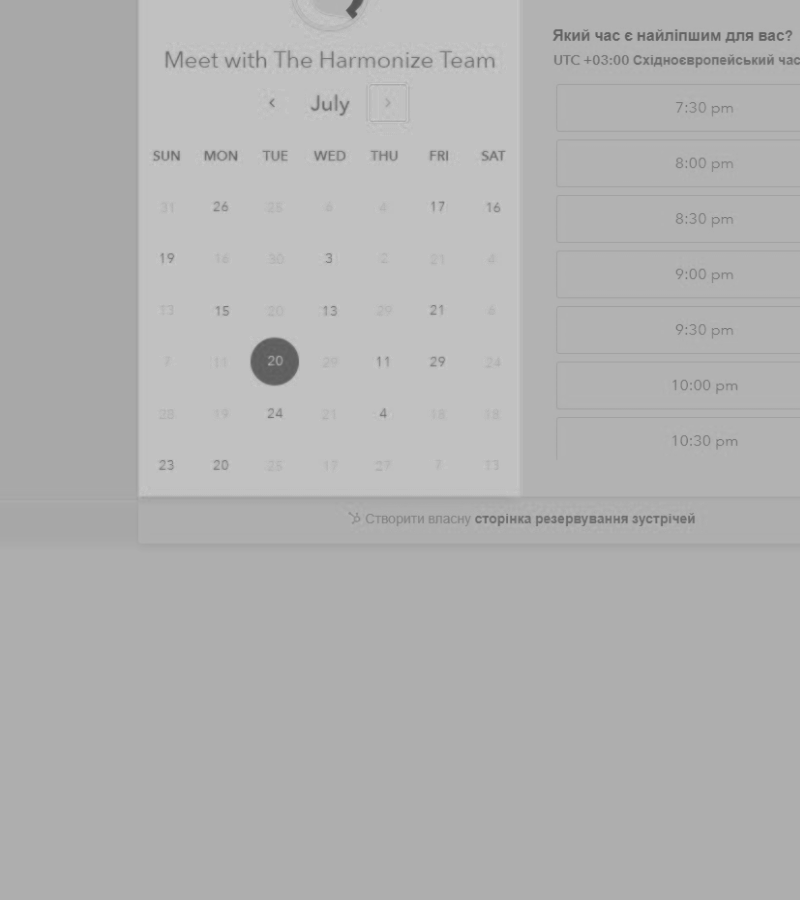 Meet with The Harmonize Team
July
SUN MON TUE WED THU FRI SAT
31 26 25 6 4 17 16
19 16 30 3 2 21 4
13 15 20 13 29 21 6
7 11 20 29 11 29 24
28 19 24 21 4 18 18
23 20 26 17 27 7 13
Який час є найліпшим для вас?
UTC +03:00 Східноєвропейський час
7:30 pm
8:00 pm
8:30 pm
9:00 pm
9:30 pm
10:00 pm
10:30 pm
Створити власну сторінка резервування зустрічей